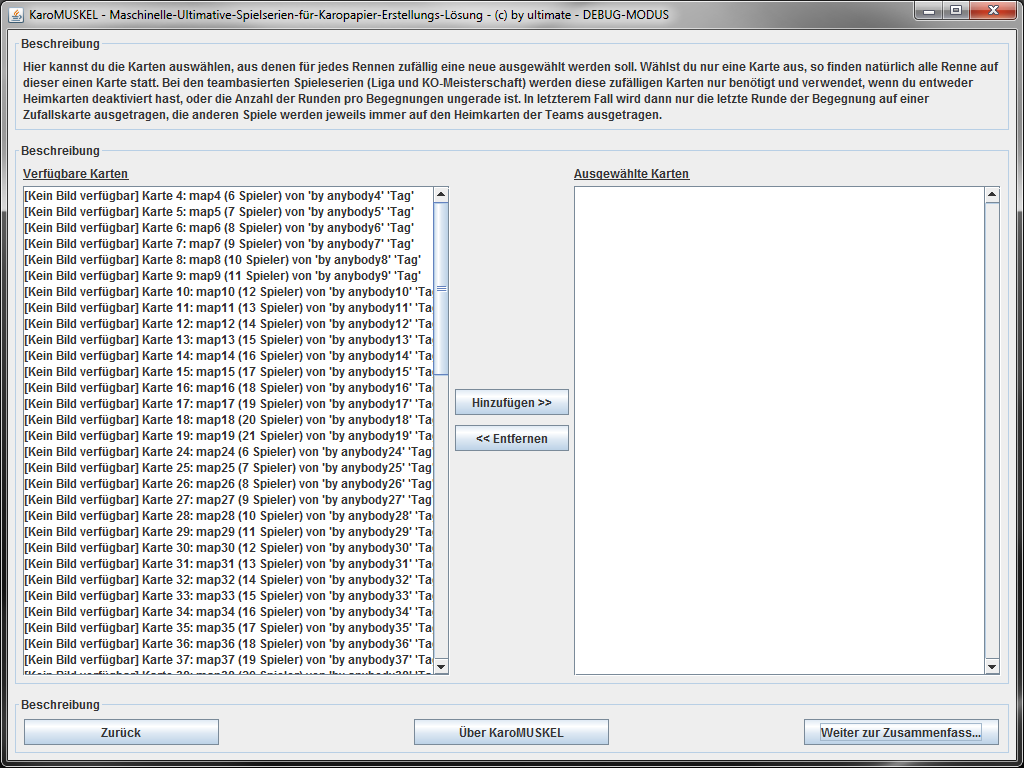 KaroMUSKEL - Maschinelle-Ultimative-Spielserien-für-Karopapier-Erstellungs-Lösung - (c) by ultimate - DEBUG-MODUS
Beschreibung
Hier kannst du die Karten auswählen, aus denen für jedes Rennen zufällig eine neue ausgewählt werden soll. Wählst du nur eine Karte aus, so finden natürlich alle Renne auf
dieser einen Karte statt. Bei den teambasierten Spieleserien (Liga und KO-Meisterschaft) werden diese zufälligen Karten nur benötigt und verwendet, wenn du entweder
Heimkarten deaktiviert hast, oder die Anzahl der Runden pro Begegnungen ungerade ist. In letzterem Fall wird dann nur die letzte Runde der Begegnung auf einer
Zufallskarte ausgetragen, die anderen Spiele werden jeweils immer auf den Heimkarten der Teams ausgetragen.
Beschreibung
Verfügbare Karten
Ausgewählte Karten
[Kein Bild verfügbar] Karte 4: map4 (6 Spieler) von 'by anybody4' 'Tag'
[Kein Bild verfügbar] Karte 5: map5 (7 Spieler) von 'by anybody5' 'Tag'
[Kein Bild verfügbar] Karte 6: map6 (8 Spieler) von 'by anybody6' 'Tag'
[Kein Bild verfügbar] Karte 7: map7 (9 Spieler) von 'by anybody7' 'Tag'
[Kein Bild verfügbar] Karte 8: map8 (10 Spieler) von 'by anybody8' 'Tag'
[Kein Bild verfügbar] Karte 9: map9 (11 Spieler) von 'by anybody9' 'Tag'
[Kein Bild verfügbar] Karte 10: map10 (12 Spieler) von 'by anybody10' 'Tag
[Kein Bild verfügbar] Karte 11: map11 (13 Spieler) von 'by anybody11' 'Tag
[Kein Bild verfügbar] Karte 12: map12 (14 Spieler) von 'by anybody12' 'Tag
[Kein Bild verfügbar] Karte 13: map13 (15 Spieler) von 'by anybody13' 'Tag
[Kein Bild verfügbar] Karte 14: map14 (16 Spieler) von 'by anybody14' 'Tag
[Kein Bild verfügbar] Karte 15: map15 (17 Spieler) von 'by anybody15' 'Tag
[Kein Bild verfügbar] Karte 16: map16 (18 Spieler) von 'by anybody16' 'Tag
[Kein Bild verfügbar] Karte 17: map17 (19 Spieler) von 'by anybody17' 'Tag
[Kein Bild verfügbar] Karte 18: map18 (20 Spieler) von 'by anybody18' 'Tag
[Kein Bild verfügbar] Karte 19: map19 (21 Spieler) von 'by anybody19' 'Tag
[Kein Bild verfügbar] Karte 24: map24 (6 Spieler) von 'by anybody24' 'Tag'
[Kein Bild verfügbar] Karte 25: map25 (7 Spieler) von 'by anybody25' 'Tag'
[Kein Bild verfügbar] Karte 26: map26 (8 Spieler) von 'by anybody26' 'Tag'
[Kein Bild verfügbar] Karte 27: map27 (9 Spieler) von 'by anybody27' 'Tag'
[Kein Bild verfügbar] Karte 28: map28 (10 Spieler) von 'by anybody28' 'Tag
[Kein Bild verfügbar] Karte 29: map29 (11 Spieler) von 'by anybody29' 'Tag
[Kein Bild verfügbar] Karte 30: map30 (12 Spieler) von 'by anybody30' 'Tag
[Kein Bild verfügbar] Karte 31: map31 (13 Spieler) von 'by anybody31' 'Tag
[Kein Bild verfügbar] Karte 32: map32 (14 Spieler) von 'by anybody32' 'Tag
[Kein Bild verfügbar] Karte 33: map33 (15 Spieler) von 'by anybody33' 'Tag
[Kein Bild verfügbar] Karte 34: map34 (16 Spieler) von 'by anybody34' 'Tag
[Kein Bild verfügbar] Karte 35: map35 (17 Spieler) von 'by anybody35' 'Tag
[Kein Bild verfügbar] Karte 36: map36 (18 Spieler) von 'by anybody36' 'Tag
[Kein Bild verfügbar] Karte 37: map37 (19 Spieler) von 'by anybody37' 'Tag
Hinzufügen >>
<< Entfernen
Beschreibung
Zurück
Über KaroMUSKEL
Weiter zur Zusammenfass...